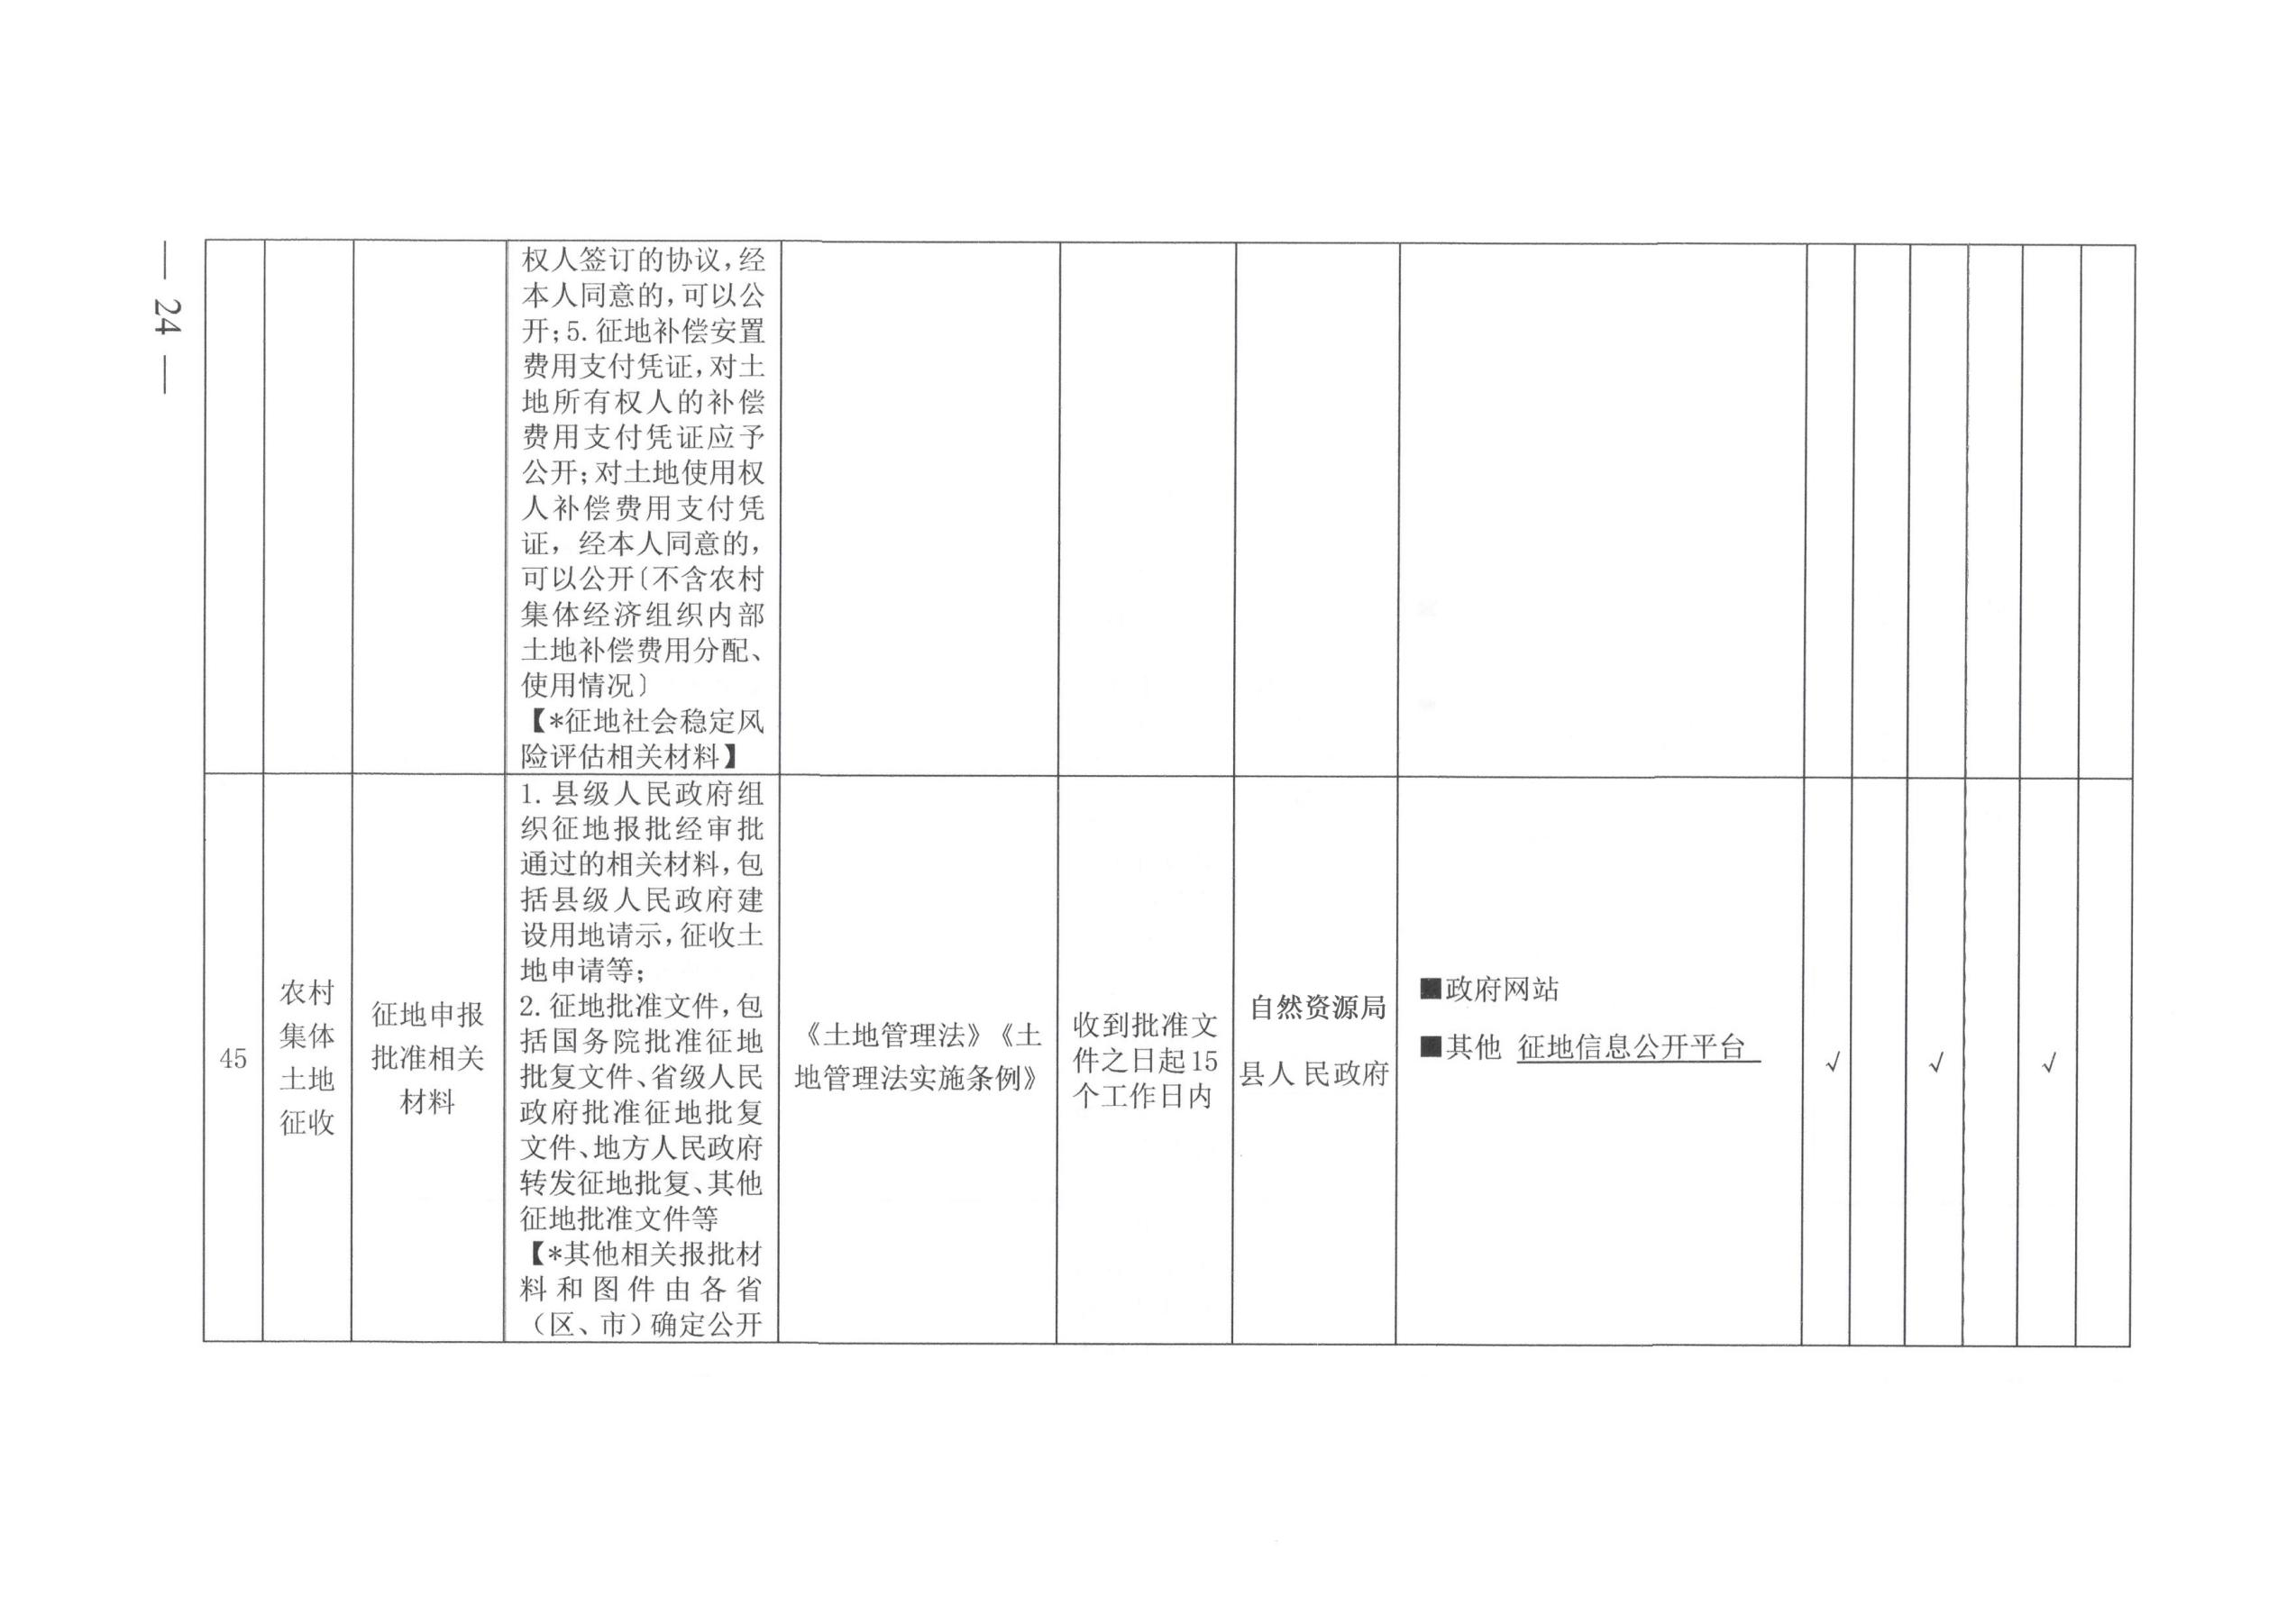 — 24 —
权人签订的协议,经
本人同意的,可以公
开;5.征地补偿安置
费用支付凭证,对土
地所有权人的补偿
费用支付凭证应予
公开;对土地使用权
人补偿费用支付凭
证,经本人同意的,
可以公开〔不含农村
集体经济组织内部
土地补偿费用分配、
使用情况〕
【*征地社会稳定风
险评估相关材料】
45
农村
集体
土地
征收
征地申报
批准相关
材料
1.县级人民政府组
织征地报批经审批
通过的相关材料,包
括县级人民政府建
设用地请示,征收土
地申请等;
2.征地批准文件,包
括国务院批准征地
批复文件、省级人民
政府批准征地批复
文件、地方人民政府
转发征地批复、其他
征地批准文件等
【*其他相关报批材
料和图件由各省
（区、市）确定公开
《土地管理法》《土
地管理法实施条例》
收到批准文
件之日起15
个工作日内
自然资源局
县人民政府
■政府网站
■其他 征地信息公开平台
√
√
√